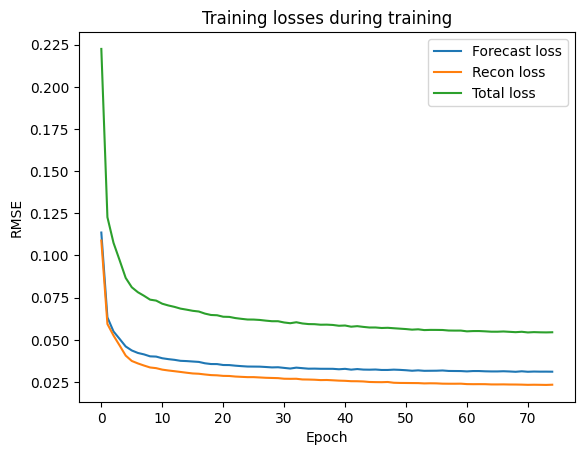 Training losses during training
Forecast loss
Recon loss
Total loss
RMSE
0.225
0.200
0.175
0.150
0.125
0.100
0.075
0.050
0.025
0 10 20 30 40 50 60 70
Epoch